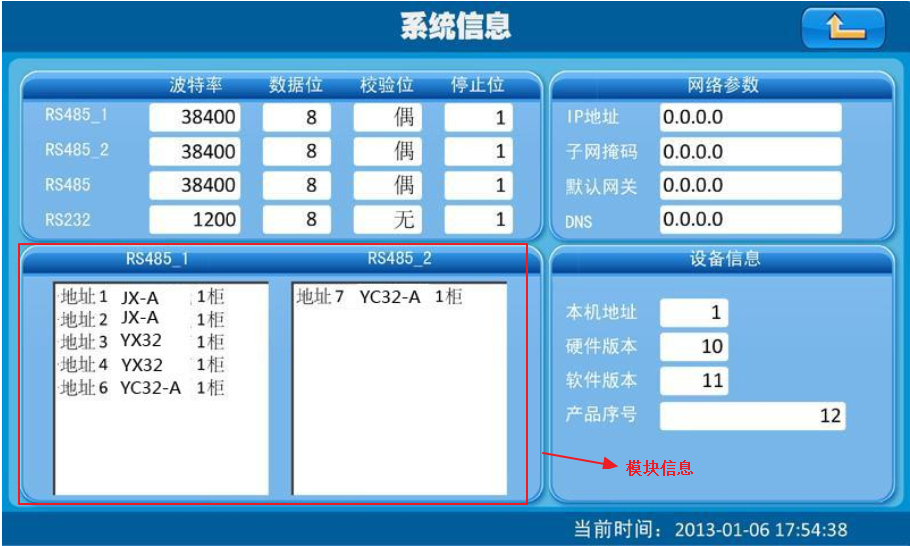 系统信息
波特率 数据位 校验位 停止位
RS485_1 38400 8 偶 1
RS485_2 38400 8 偶 1
RS485 38400 8 偶 1
RS232 1200 8 无 1
网络参数
IP地址 0.0.0.0
子网掩码 0.0.0.0
默认网关 0.0.0.0
DNS 0.0.0.0
RS485_1
地址1 JX-A 1柜
地址2 JX-A 1柜
地址3 YX32 1柜
地址4 YX32 1柜
地址6 YC32-A 1柜
RS485_2
地址7 YC32-A 1柜
设备信息
本机地址 1
硬件版本 10
软件版本 11
产品序号 12
模块信息
当前时间：2013-01-06 17:54:38